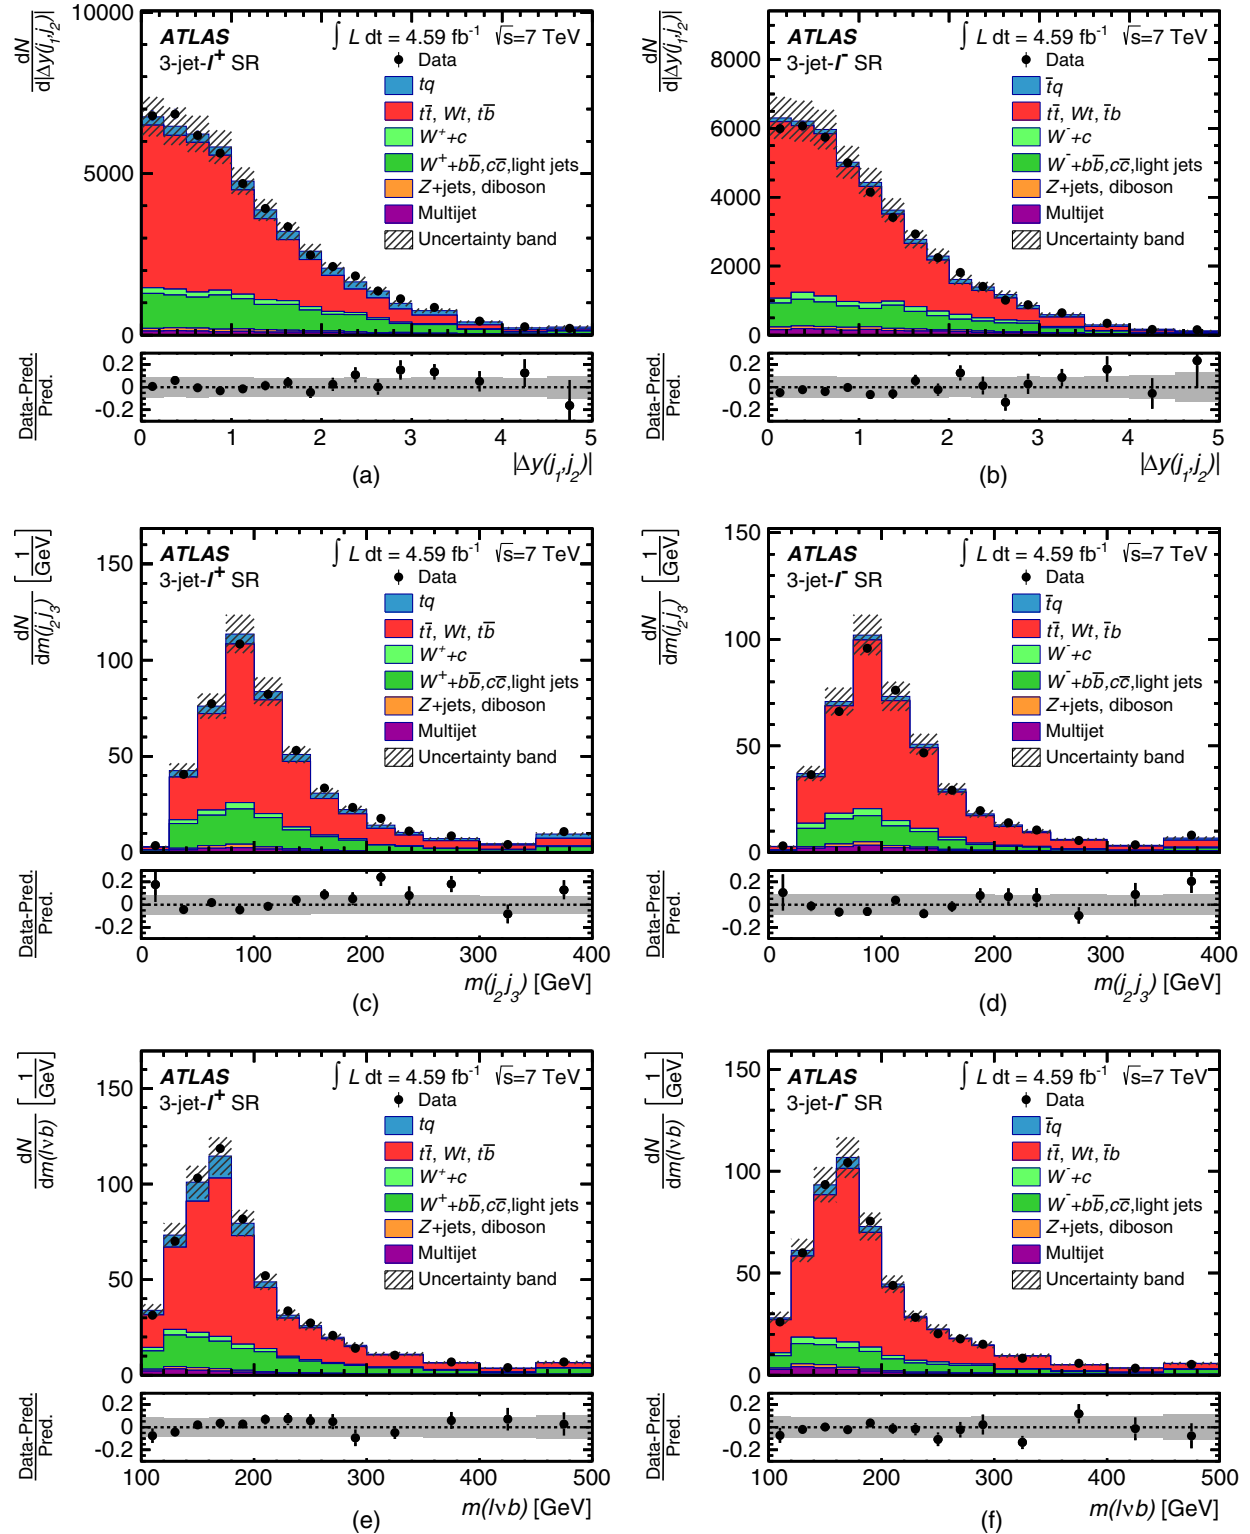 10000
5000
0
dN
d|Δy(j₁,j₂)|
ATLAS
3-jet-l⁺ SR
∫ L dt = 4.59 fb⁻¹ √s=7 TeV
Data
tq
tt̄, Wt, tb̄
W⁺+c
W⁺+bb̄,cc̄,light jets
Z+jets, diboson
Multijet
Uncertainty band
Data-Pred.
Pred.
0.2
0
-0.2
0 1 2 3 4 5
|Δy(j₁,j₂)|
(a)
8000
6000
4000
2000
0
dN
d|Δy(j₁,j₂)|
ATLAS
3-jet-l⁻ SR
∫ L dt = 4.59 fb⁻¹ √s=7 TeV
Data
t̄q
tt̄, Wt, t̄b
W⁻+c
W⁻+bb̄,cc̄,light jets
Z+jets, diboson
Multijet
Uncertainty band
Data-Pred.
Pred.
0.2
0
-0.2
0 1 2 3 4 5
|Δy(j₁,j₂)|
(b)
150
100
50
0
dN
dm(j₂j₃) [1/GeV]
ATLAS
3-jet-l⁺ SR
∫ L dt = 4.59 fb⁻¹ √s=7 TeV
Data
tq
tt̄, Wt, tb̄
W⁺+c
W⁺+bb̄,cc̄,light jets
Z+jets, diboson
Multijet
Uncertainty band
Data-Pred.
Pred.
0.2
0
-0.2
0 100 200 300 400
m(j₂j₃) [GeV]
(c)
150
100
50
0
dN
dm(j₂j₃) [1/GeV]
ATLAS
3-jet-l⁻ SR
∫ L dt = 4.59 fb⁻¹ √s=7 TeV
Data
t̄q
tt̄, Wt, t̄b
W⁻+c
W⁻+bb̄,cc̄,light jets
Z+jets, diboson
Multijet
Uncertainty band
Data-Pred.
Pred.
0.2
0
-0.2
0 100 200 300 400
m(j₂j₃) [GeV]
(d)
150
100
50
0
dN
dm(lνb) [1/GeV]
ATLAS
3-jet-l⁺ SR
∫ L dt = 4.59 fb⁻¹ √s=7 TeV
Data
tq
tt̄, Wt, tb̄
W⁺+c
W⁺+bb̄,cc̄,light jets
Z+jets, diboson
Multijet
Uncertainty band
Data-Pred.
Pred.
0.2
0
-0.2
100 200 300 400 500
m(lνb) [GeV]
(e)
150
100
50
0
dN
dm(lνb) [1/GeV]
ATLAS
3-jet-l⁻ SR
∫ L dt = 4.59 fb⁻¹ √s=7 TeV
Data
t̄q
tt̄, Wt, t̄b
W⁻+c
W⁻+bb̄,cc̄,light jets
Z+jets, diboson
Multijet
Uncertainty band
Data-Pred.
Pred.
0.2
0
-0.2
100 200 300 400 500
m(lνb) [GeV]
(f)